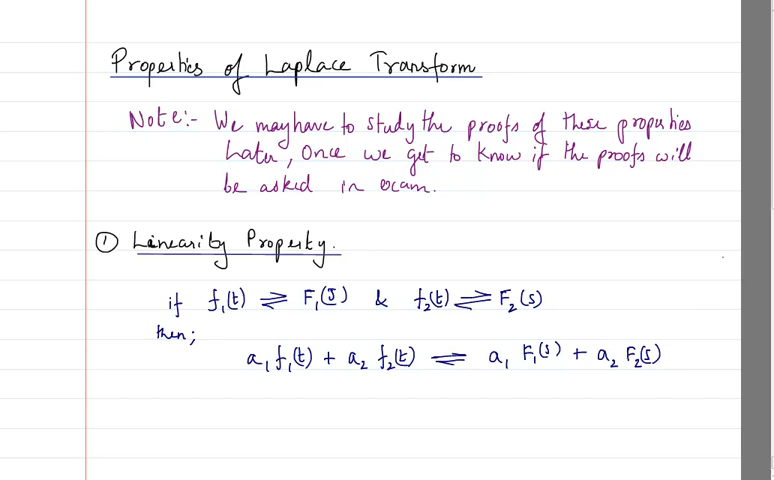 Properties of Laplace Transform
Note:- We may have to study the proofs of these properties
Later, Once we get to know if the proofs will
be asked in exam.
① Linearity Property.
if f₁(t) ⇌ F₁(s) & f₂(t) ⇌ F₂(s)
then;
a₁ f₁(t) + a₂ f₂(t) ⇌ a₁ F₁(s) + a₂ F₂(s)